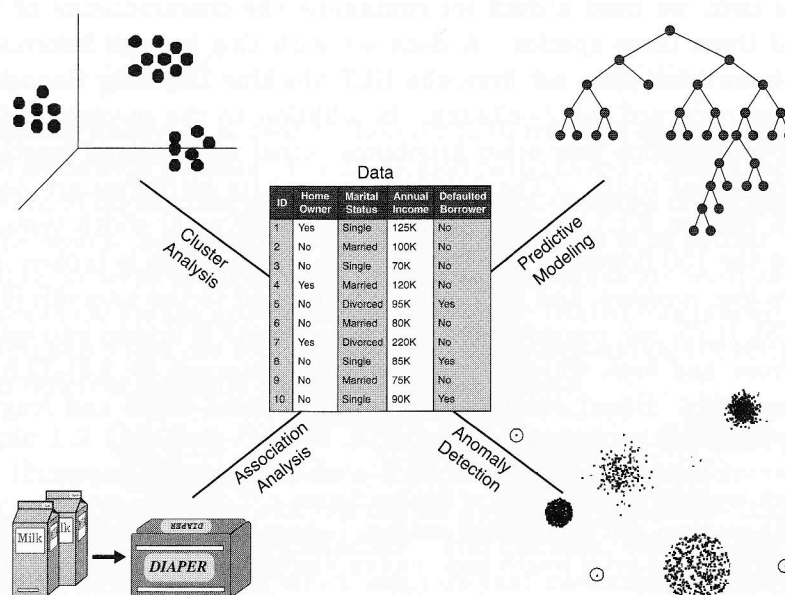 Data
Cluster
Analysis
Predictive
Modeling
ID Home Owner Marital Status Annual Income Defaulted Borrower
1 Yes Single 125K No
2 No Married 100K No
3 No Single 70K No
4 Yes Married 120K No
5 No Divorced 95K Yes
6 No Married 80K No
7 Yes Divorced 220K No
8 No Single 85K Yes
9 No Married 75K No
10 No Single 90K Yes
Association
Analysis
Anomaly
Detection
Milk
lk
DIAPER
DIAPER